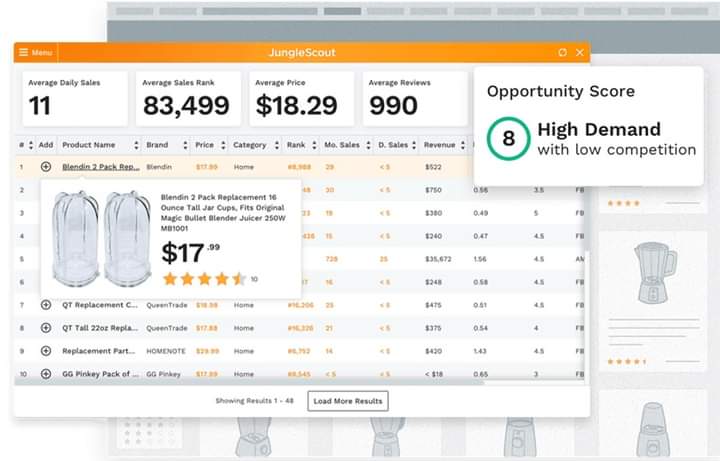 Menu
JungleScout
Average Daily Sales
11
Average Sales Rank
83,499
Average Price
$18.29
Average Reviews
990
Opportunity Score
8
High Demand
with low competition
# Add Product Name Brand Price Category Rank Mo. Sales D. Sales Revenue
1 Blendin 2 Pack Rep... Blendin $17.99 Home #8,988 29 < 5 $522
2 30 < 5 $750 0.56 3.5 FB
3 19 < 5 $380 0.49 5 FB
4 15 < 5 $240 0.47 4.5 FB
5 728 25 $35,672 1.56 4.5 AM
6 16 < 5 $248 0.58 4.5 FB
Blendin 2 Pack Replacement 16
Ounce Tall Jar Cups, Fits Original
Magic Bullet Blender Juicer 250W
MB1001
$17.99
10
7 QT Replacement C... QueenTrade $18.98 Home #16,206 25 < 5 $475 0.51 4.5 FB
8 QT Tall 22oz Repla... QueenTrade $17.88 Home #16,326 21 < 5 $375 0.54 4 FB
9 Replacement Part... HOMENOTE $29.99 Home #6,752 14 < 5 $420 1.43 4.5 FB
10 GG Pinkey Pack of ... GG Pinkey $17.99 Home #8,545 < 5 < 5 < $18 0.65 3 FB
Showing Results 1 - 48
Load More Results